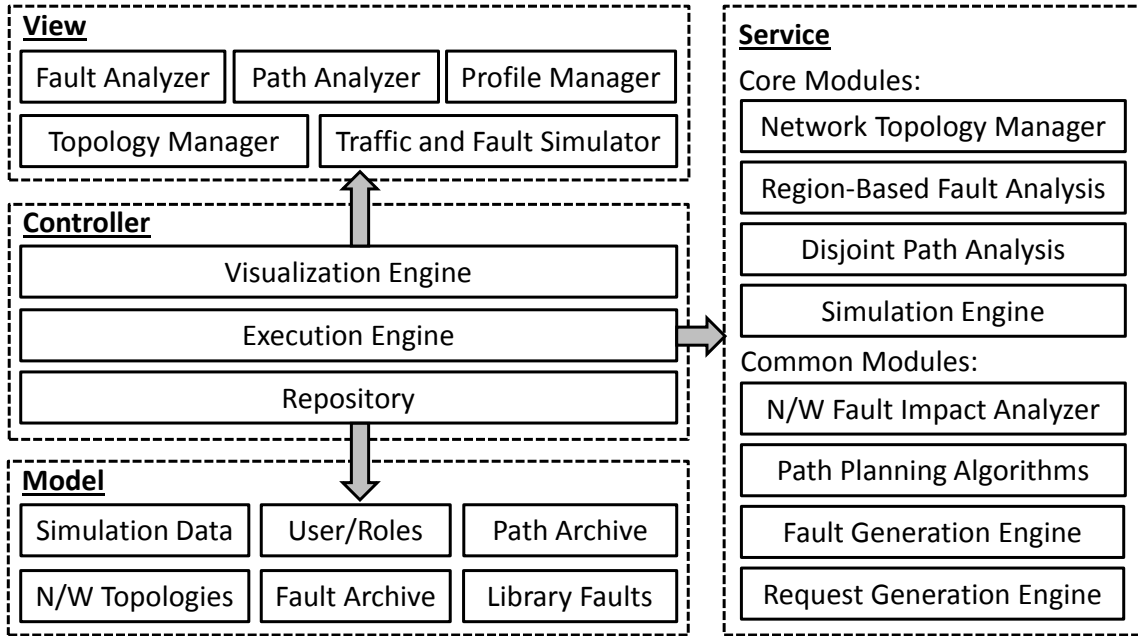 View
Fault Analyzer
Path Analyzer
Profile Manager
Topology Manager
Traffic and Fault Simulator
Controller
Visualization Engine
Execution Engine
Repository
Model
Simulation Data
User/Roles
Path Archive
N/W Topologies
Fault Archive
Library Faults
Service
Core Modules:
Network Topology Manager
Region-Based Fault Analysis
Disjoint Path Analysis
Simulation Engine
Common Modules:
N/W Fault Impact Analyzer
Path Planning Algorithms
Fault Generation Engine
Request Generation Engine